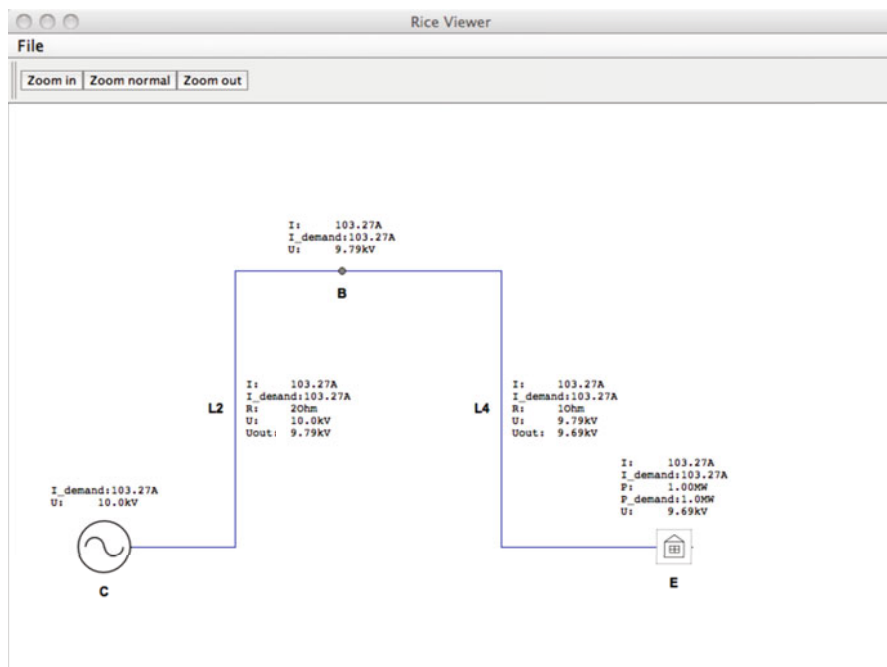 Rice Viewer
File
Zoom in Zoom normal Zoom out
I: 103.27A
I_demand:103.27A
U: 9.79kV
B
L2
I: 103.27A
I_demand:103.27A
R: 2Ohm
U: 10.0kV
Uout: 9.79kV
L4
I: 103.27A
I_demand:103.27A
R: 1Ohm
U: 9.79kV
Uout: 9.69kV
I_demand:103.27A
U: 10.0kV
C
I: 103.27A
I_demand:103.27A
P: 1.00MW
P_demand:1.0MW
U: 9.69kV
E